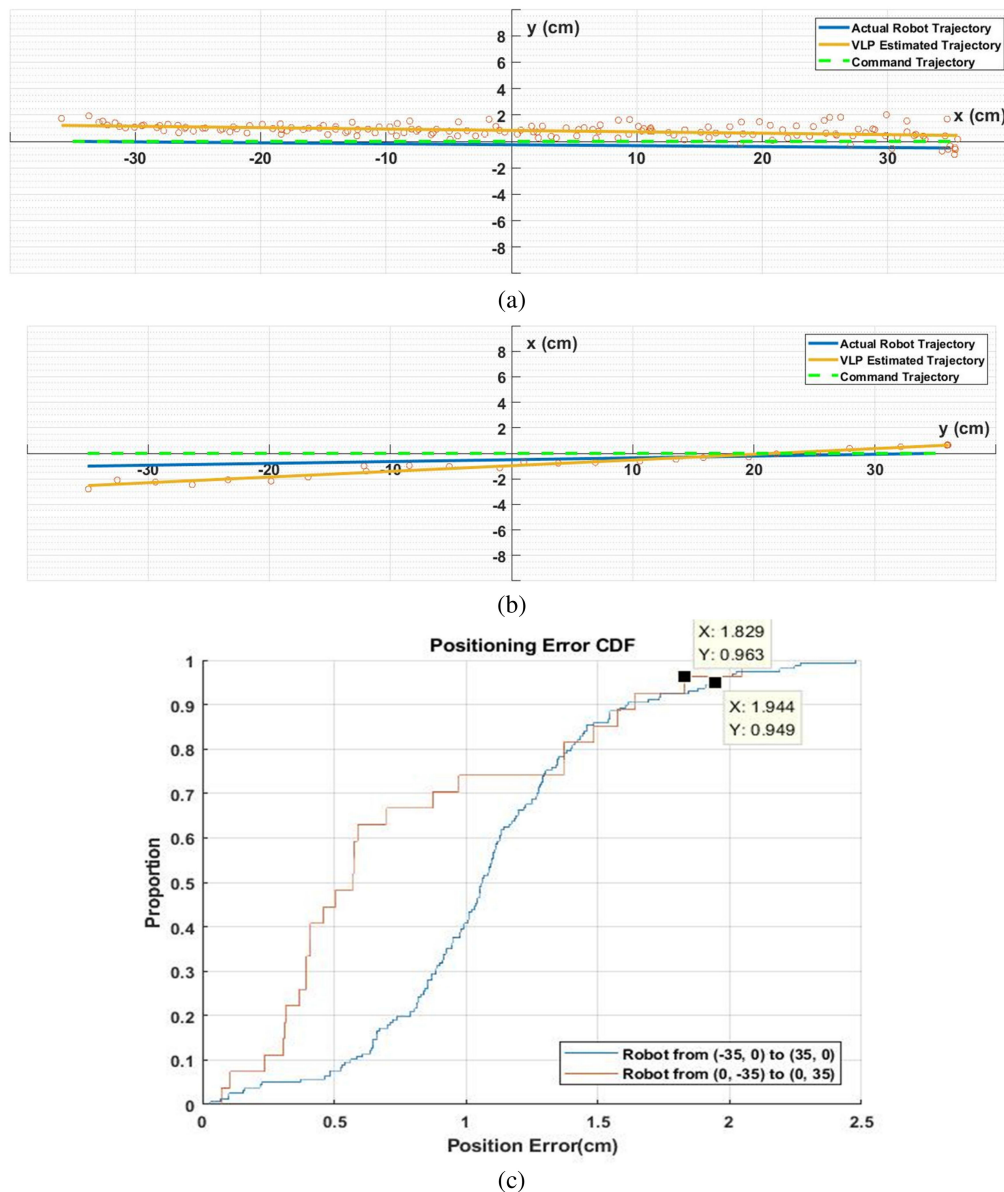 y (cm)
8
6
4
2
-2
-4
-6
-8
-30
-20
-10
10
20
30
x (cm)
Actual Robot Trajectory
VLP Estimated Trajectory
Command Trajectory
(a)
x (cm)
8
6
4
2
-2
-4
-6
-8
-30
-20
-10
10
20
30
y (cm)
Actual Robot Trajectory
VLP Estimated Trajectory
Command Trajectory
(b)
Positioning Error CDF
X: 1.829
Y: 0.963
X: 1.944
Y: 0.949
Proportion
1
0.9
0.8
0.7
0.6
0.5
0.4
0.3
0.2
0.1
0
Robot from (-35, 0) to (35, 0)
Robot from (0, -35) to (0, 35)
0
0.5
1
1.5
2
2.5
Position Error(cm)
(c)